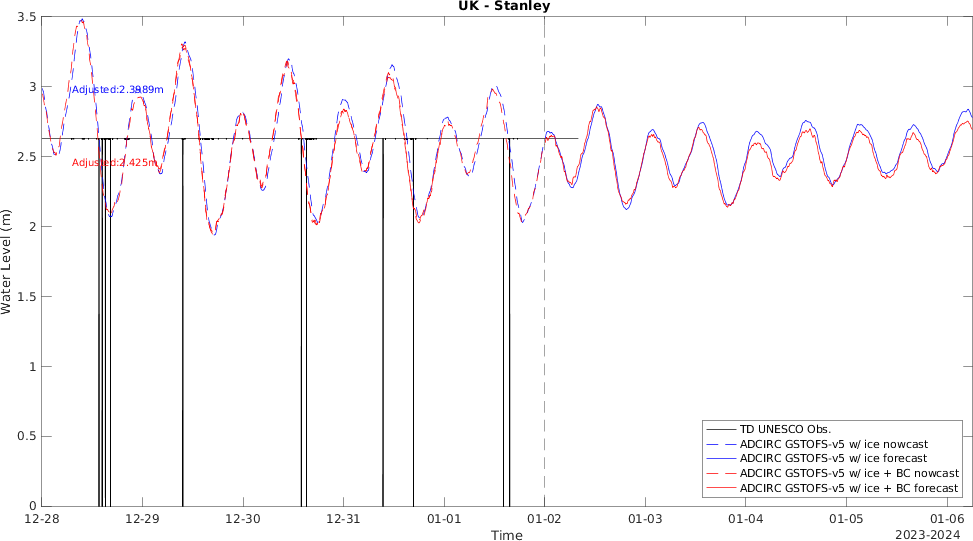 UK - Stanley
3.5
3
2.5
2
1.5
1
0.5
0
Water Level (m)
Adjusted:2.3989m
Adjusted:2.425m
TD UNESCO Obs.
ADCIRC GSTOFS-v5 w/ ice nowcast
ADCIRC GSTOFS-v5 w/ ice forecast
ADCIRC GSTOFS-v5 w/ ice + BC nowcast
ADCIRC GSTOFS-v5 w/ ice + BC forecast
12-28 12-29 12-30 12-31 01-01 01-02 01-03 01-04 01-05 01-06
Time
2023-2024